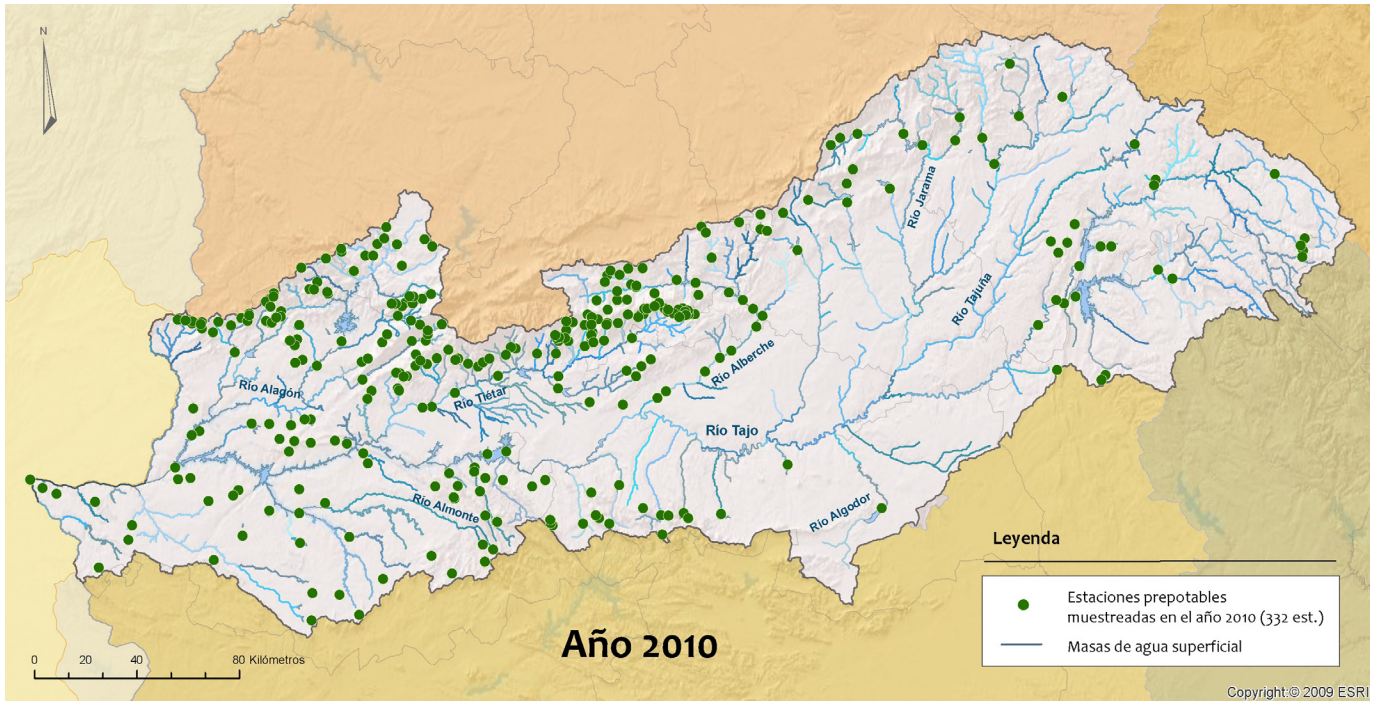 N
Río Jarama
Río Tajuña
Río Alberche
Río Alagón
Río Tiétar
Río Tajo
Río Almonte
Río Algodor
Leyenda
Estaciones prepotables
muestreadas en el año 2010 (332 est.)
Masas de agua superficial
Año 2010
0 20 40 80 Kilómetros
Copyright:© 2009 ESRI